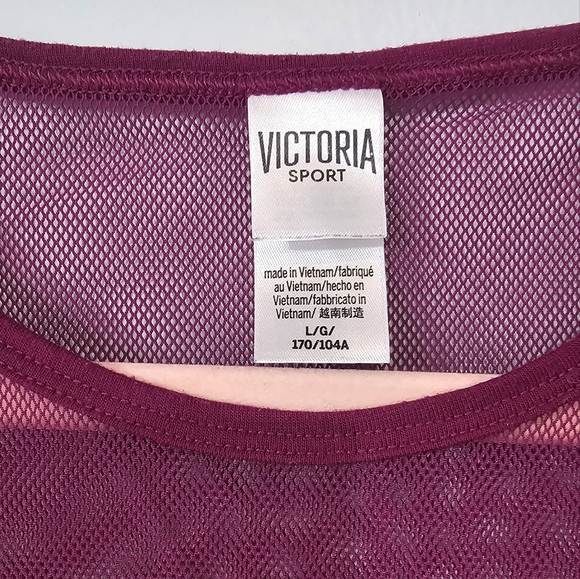 VICTORIA
SPORT
made in Vietnam/fabriqué
au Vietnam/hecho en
Vietnam/fabbricato in
Vietnam/ 越南制造
L/G/
170/104A